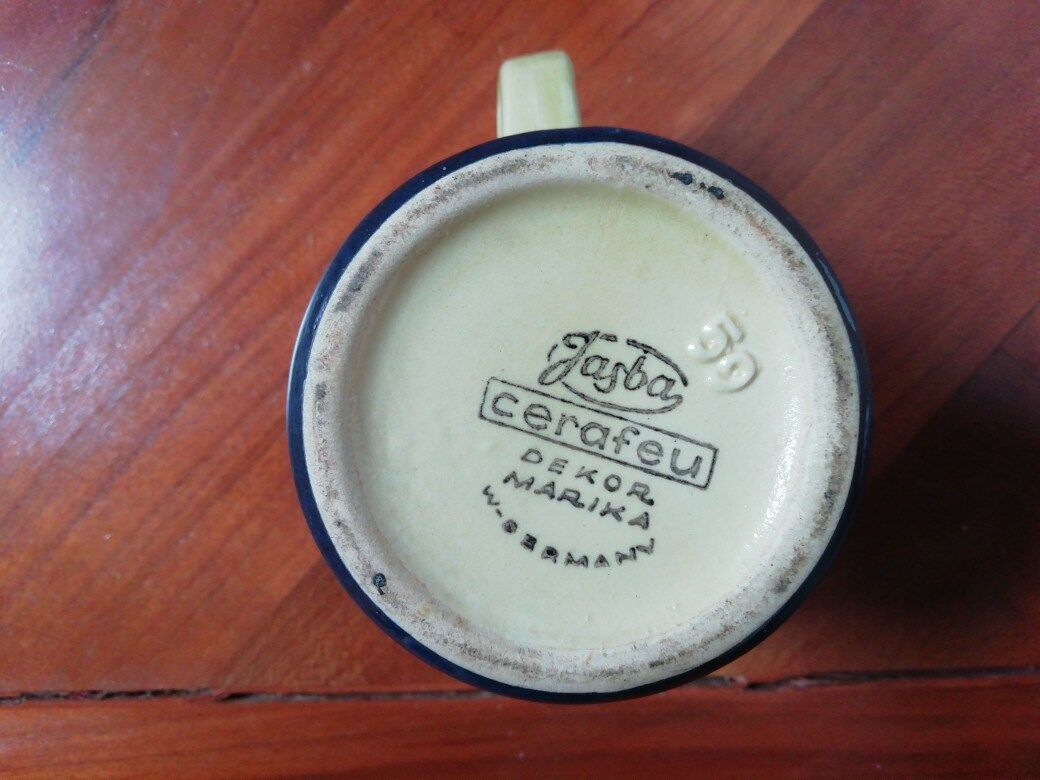 59
Jasba
cerafeu
DEKOR
MARIKA
W-GERMANY